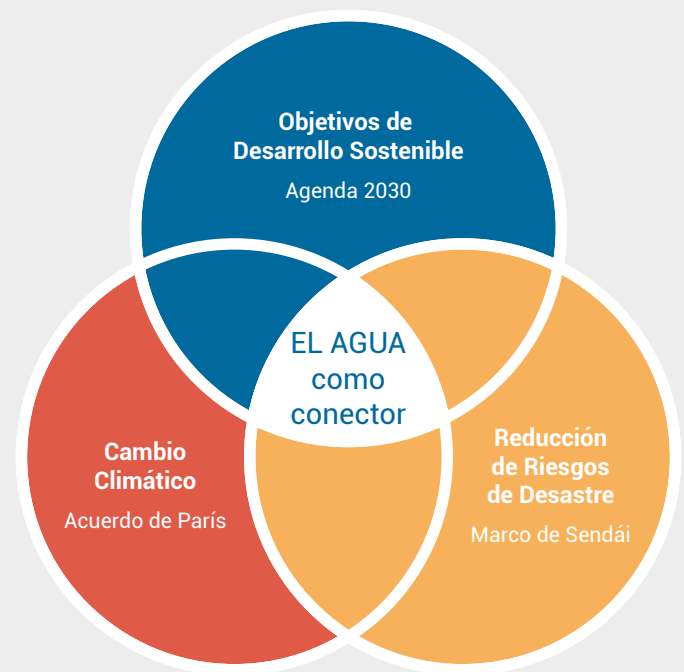 Objetivos de
Desarrollo Sostenible
Agenda 2030
EL AGUA
como
conector
Cambio
Climático
Acuerdo de París
Reducción
de Riesgos
de Desastre
Marco de Sendái